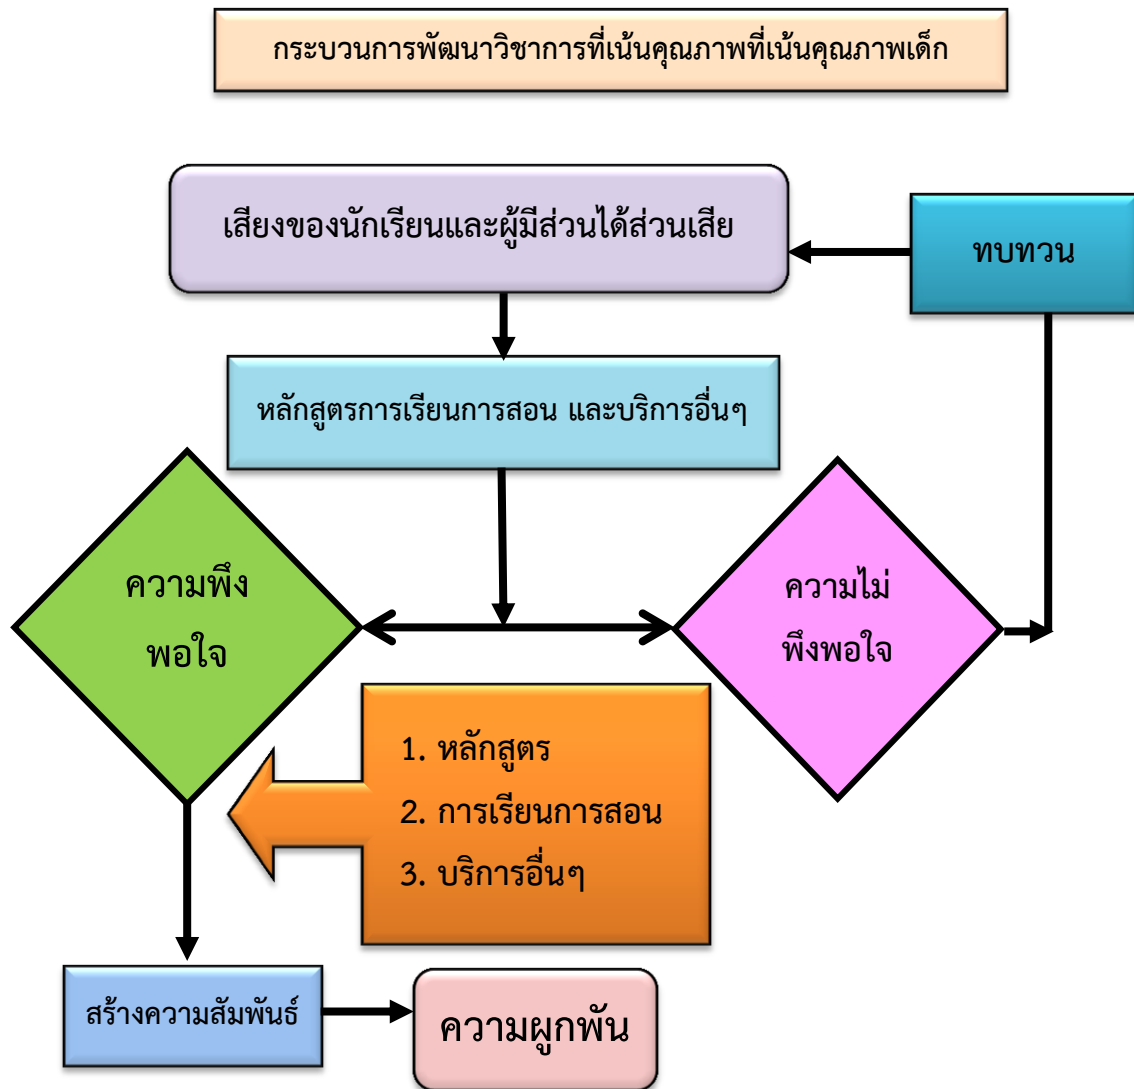 กระบวนการพัฒนาวิชาการที่เน้นคุณภาพที่เน้นคุณภาพเด็ก
เสียงของนักเรียนและผู้มีส่วนได้ส่วนเสีย
ทบทวน
หลักสูตรการเรียนการสอน และบริการอื่นๆ
ความพึง
พอใจ
ความไม่
พึงพอใจ
1. หลักสูตร
2. การเรียนการสอน
3. บริการอื่นๆ
สร้างความสัมพันธ์
ความผูกพัน